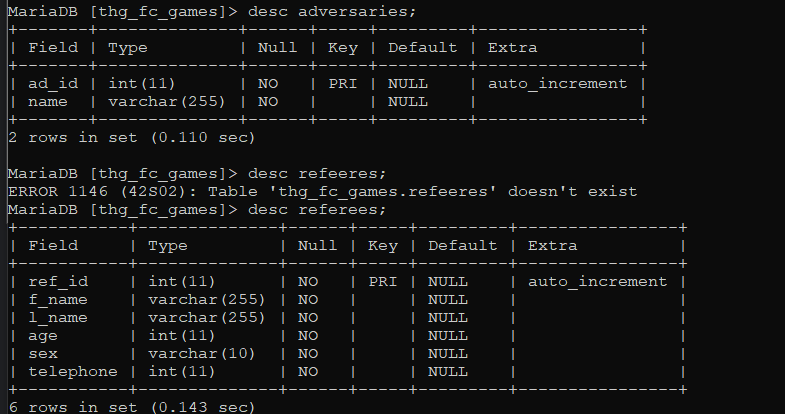 MariaDB [thg_fc_games]> desc adversaries;
+-------+--------------+------+-----+---------+----------------+
| Field | Type         | Null | Key | Default | Extra          |
+-------+--------------+------+-----+---------+----------------+
| ad_id | int(11)      | NO   | PRI | NULL    | auto_increment |
| name  | varchar(255) | NO   |     | NULL    |                |
+-------+--------------+------+-----+---------+----------------+
2 rows in set (0.110 sec)
MariaDB [thg_fc_games]> desc refeeres;
ERROR 1146 (42S02): Table 'thg_fc_games.refeeres' doesn't exist
MariaDB [thg_fc_games]> desc referees;
+-----------+--------------+------+-----+---------+----------------+
| Field     | Type         | Null | Key | Default | Extra          |
+-----------+--------------+------+-----+---------+----------------+
| ref_id    | int(11)      | NO   | PRI | NULL    | auto_increment |
| f_name    | varchar(255) | NO   |     | NULL    |                |
| l_name    | varchar(255) | NO   |     | NULL    |                |
| age       | int(11)      | NO   |     | NULL    |                |
| sex       | varchar(10)  | NO   |     | NULL    |                |
| telephone | int(11)      | NO   |     | NULL    |                |
+-----------+--------------+------+-----+---------+----------------+
6 rows in set (0.143 sec)